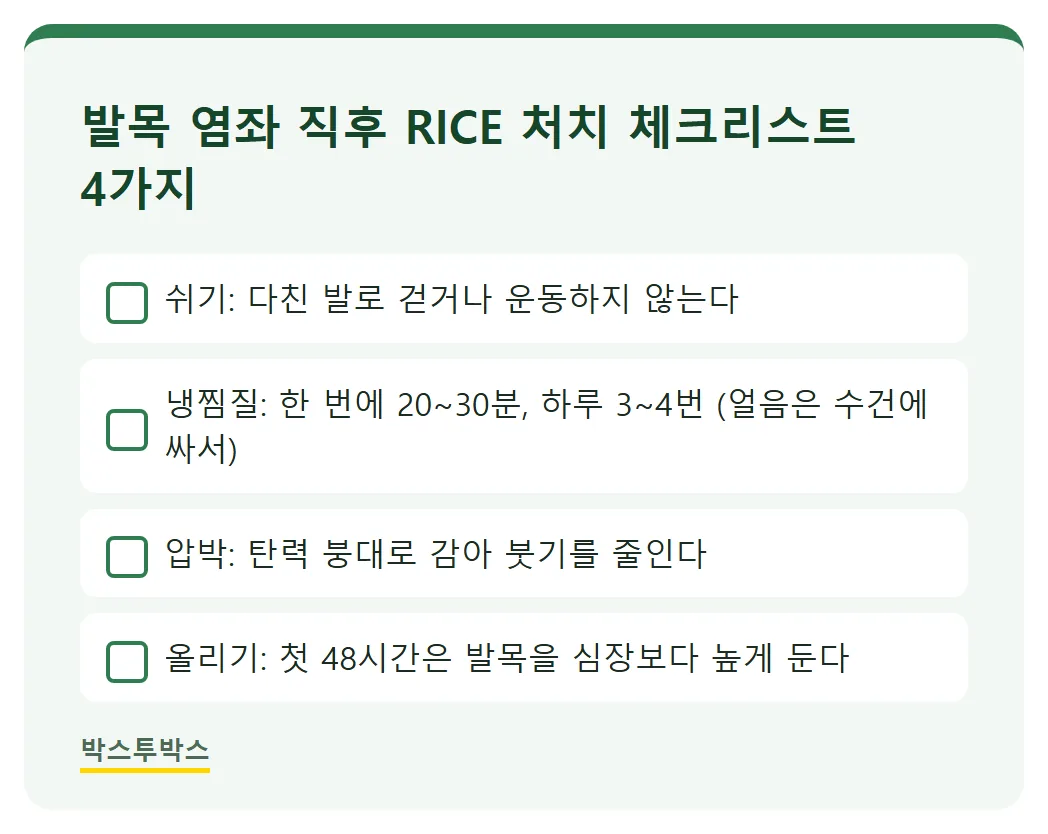 발목 염좌 직후 RICE 처치 체크리스트
4가지
쉬기: 다친 발로 걷거나 운동하지 않는다
냉찜질: 한 번에 20~30분, 하루 3~4번 (얼음은 수건에
싸서)
압박: 탄력 붕대로 감아 붓기를 줄인다
올리기: 첫 48시간은 발목을 심장보다 높게 둔다
박스투박스